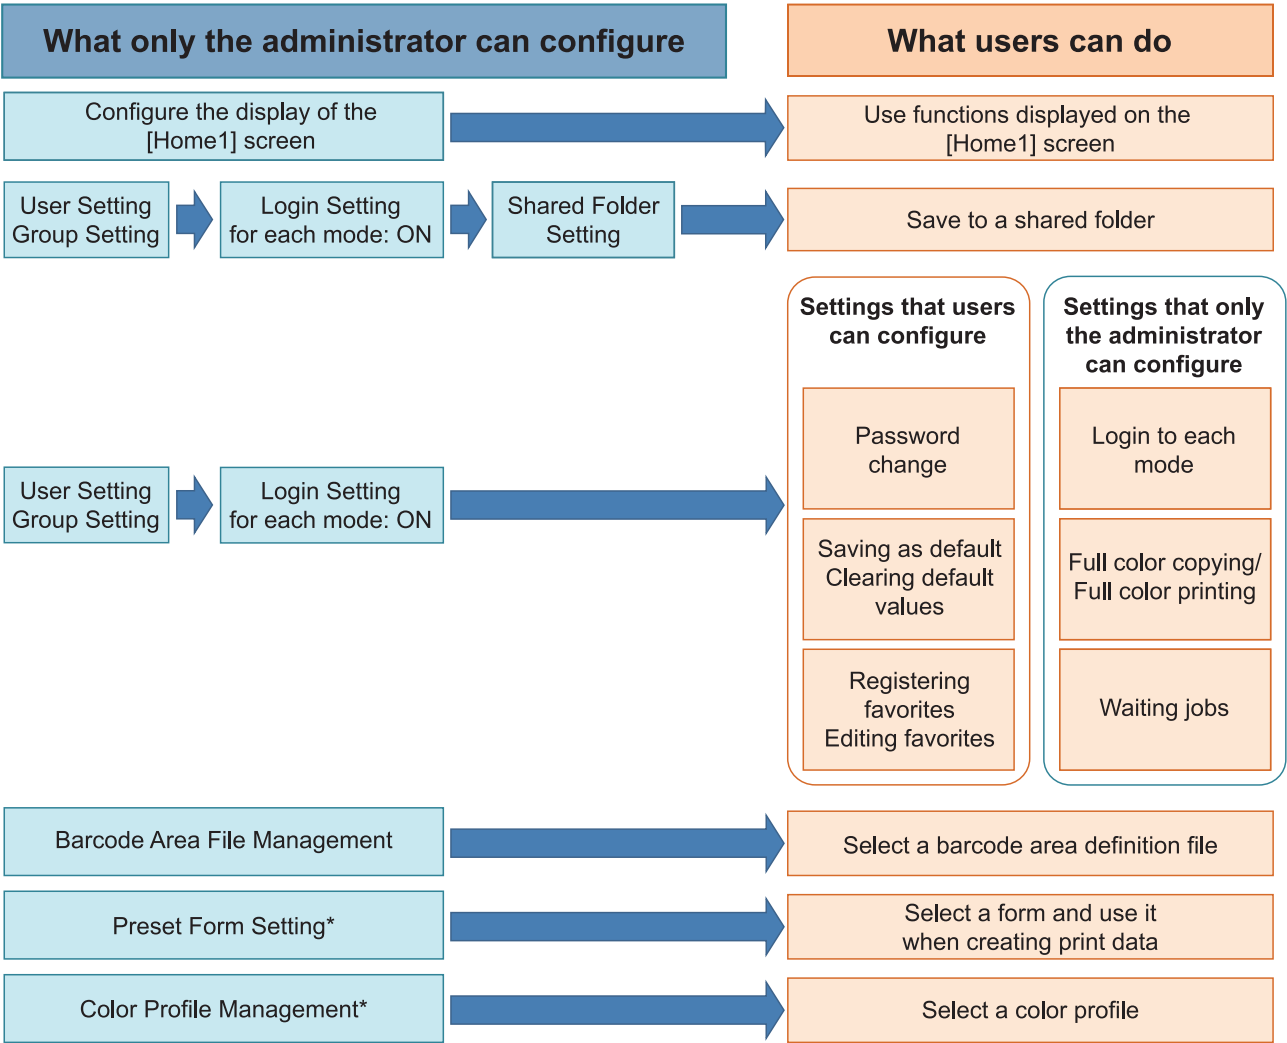 What only the administrator can configure
What users can do
Configure the display of the
[Home1] screen
Use functions displayed on the
[Home1] screen
User Setting
Group Setting
Login Setting
for each mode: ON
Shared Folder
Setting
Save to a shared folder
Settings that users
can configure
Settings that only
the administrator
can configure
User Setting
Group Setting
Login Setting
for each mode: ON
Password
change
Login to each
mode
Saving as default
Clearing default
values
Full color copying/
Full color printing
Registering
favorites
Editing favorites
Waiting jobs
Barcode Area File Management
Select a barcode area definition file
Preset Form Setting*
Select a form and use it
when creating print data
Color Profile Management*
Select a color profile